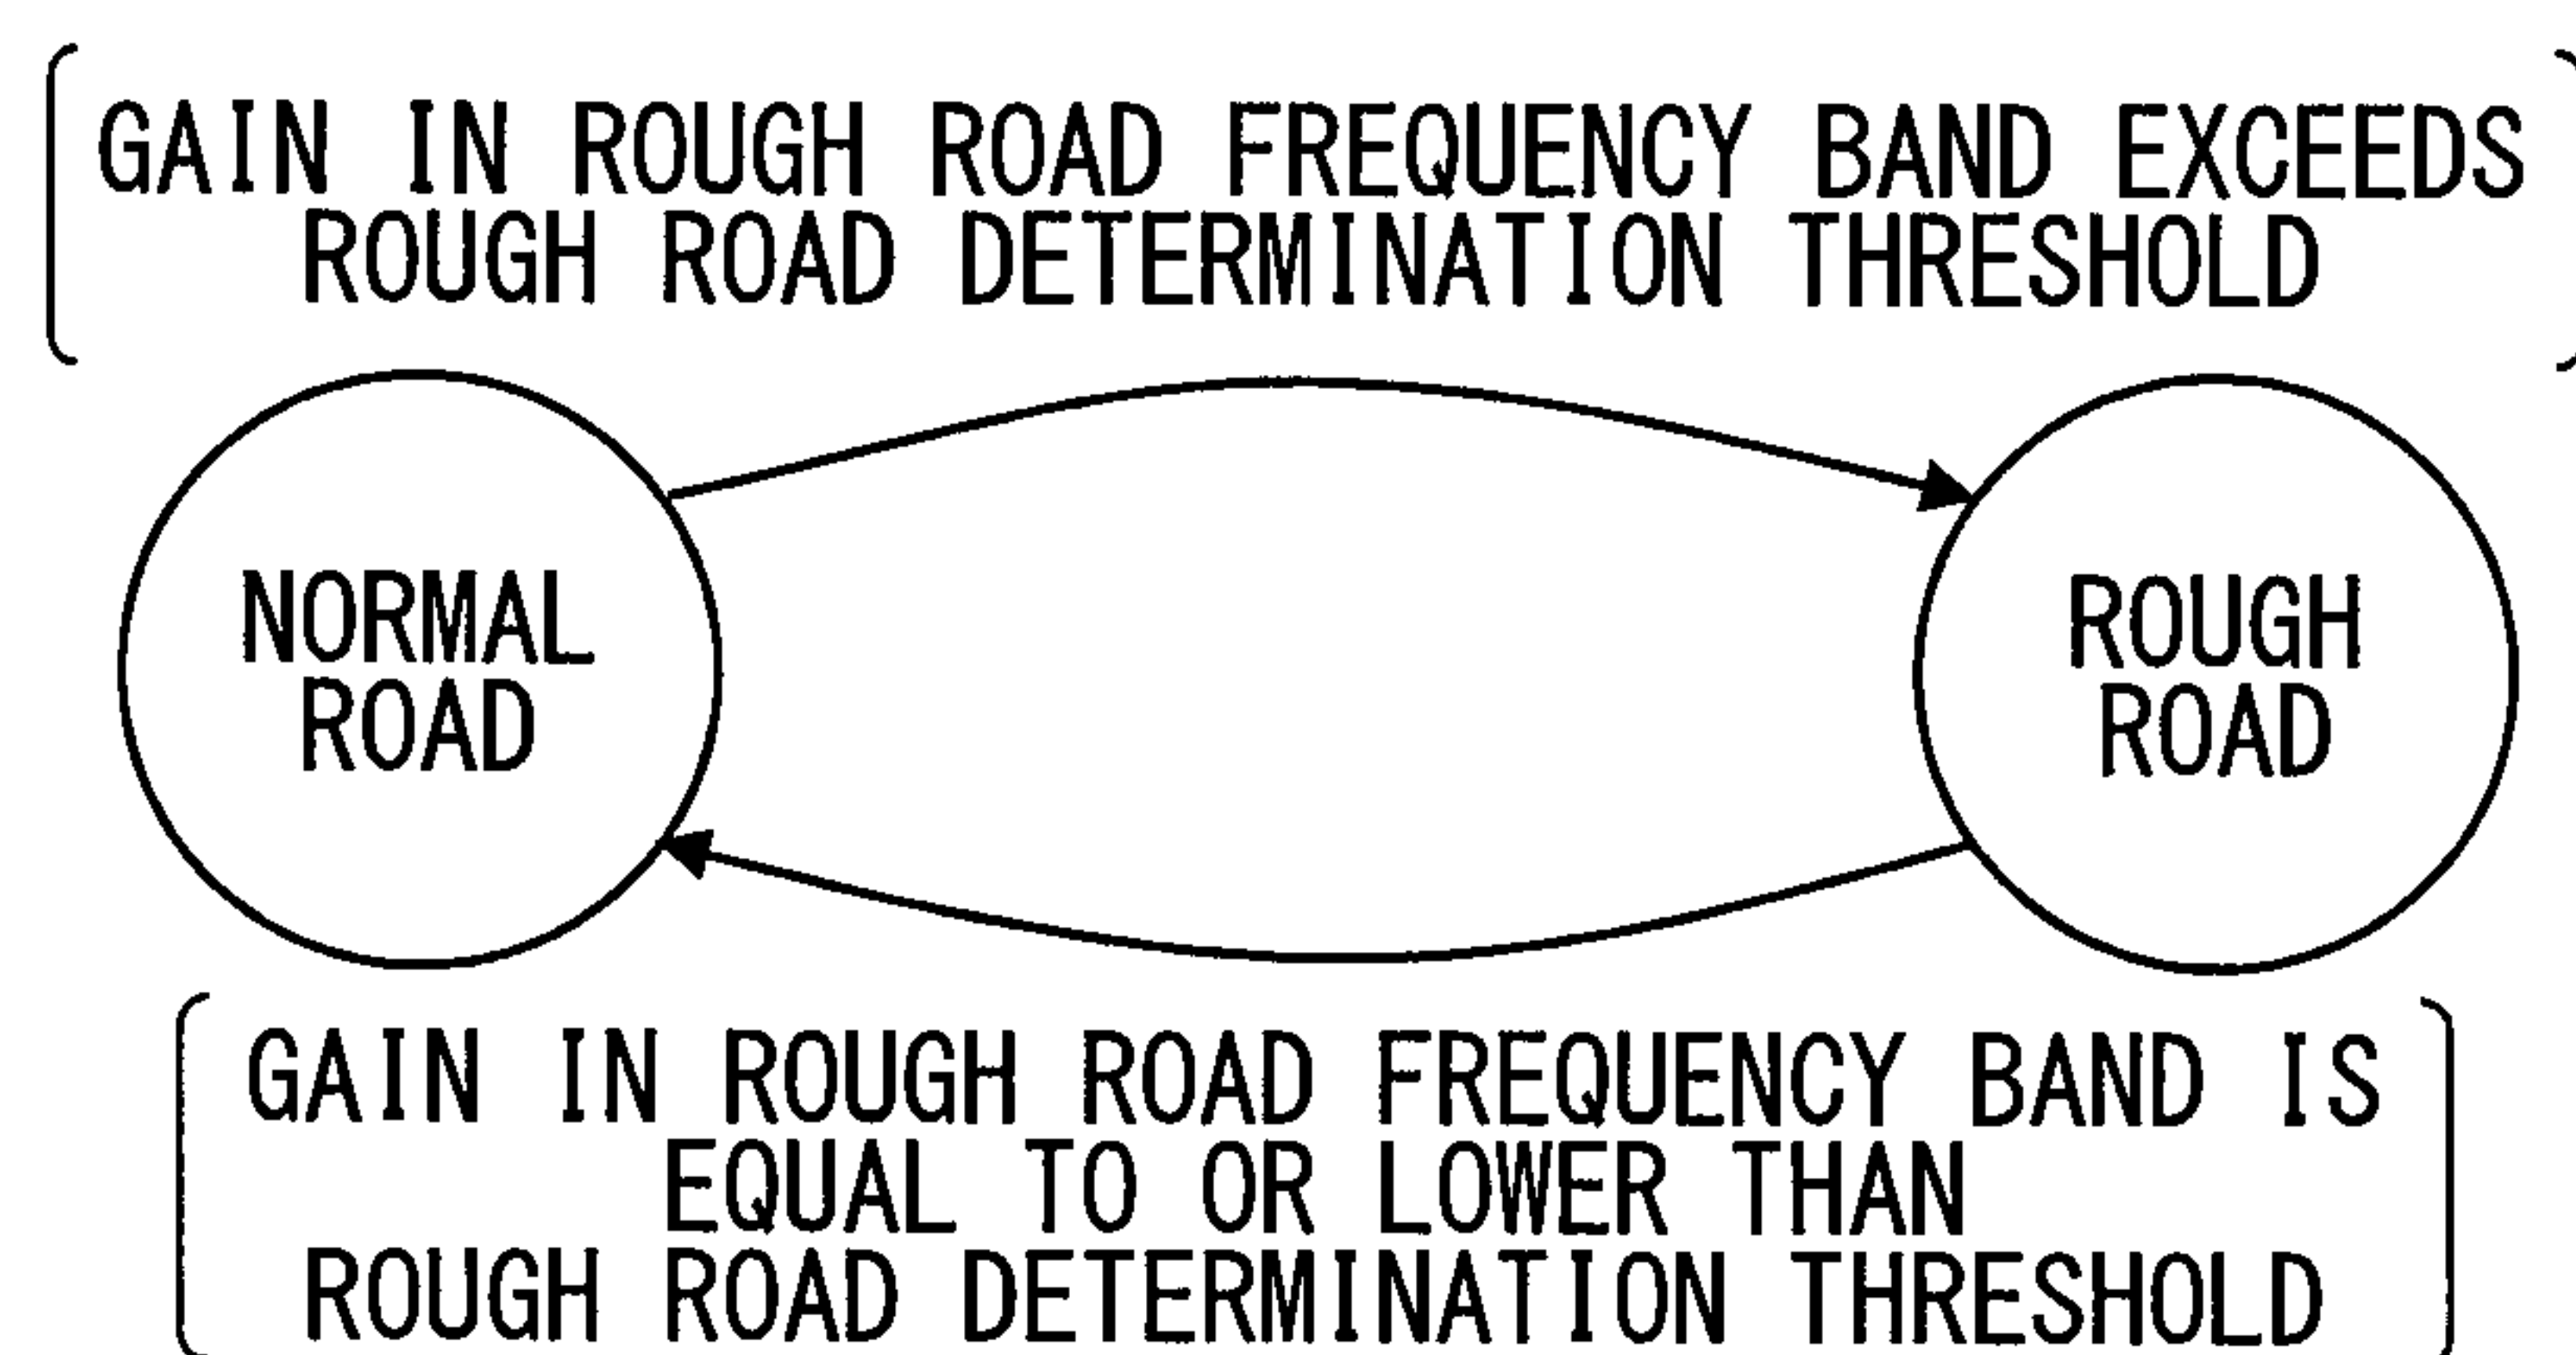 GAIN IN ROUGH ROAD FREQUENCY BAND EXCEEDS
ROUGH ROAD DETERMINATION THRESHOLD
NORMAL
ROAD
ROUGH
ROAD
GAIN IN ROUGH ROAD FREQUENCY BAND IS
EQUAL TO OR LOWER THAN
ROUGH ROAD DETERMINATION THRESHOLD